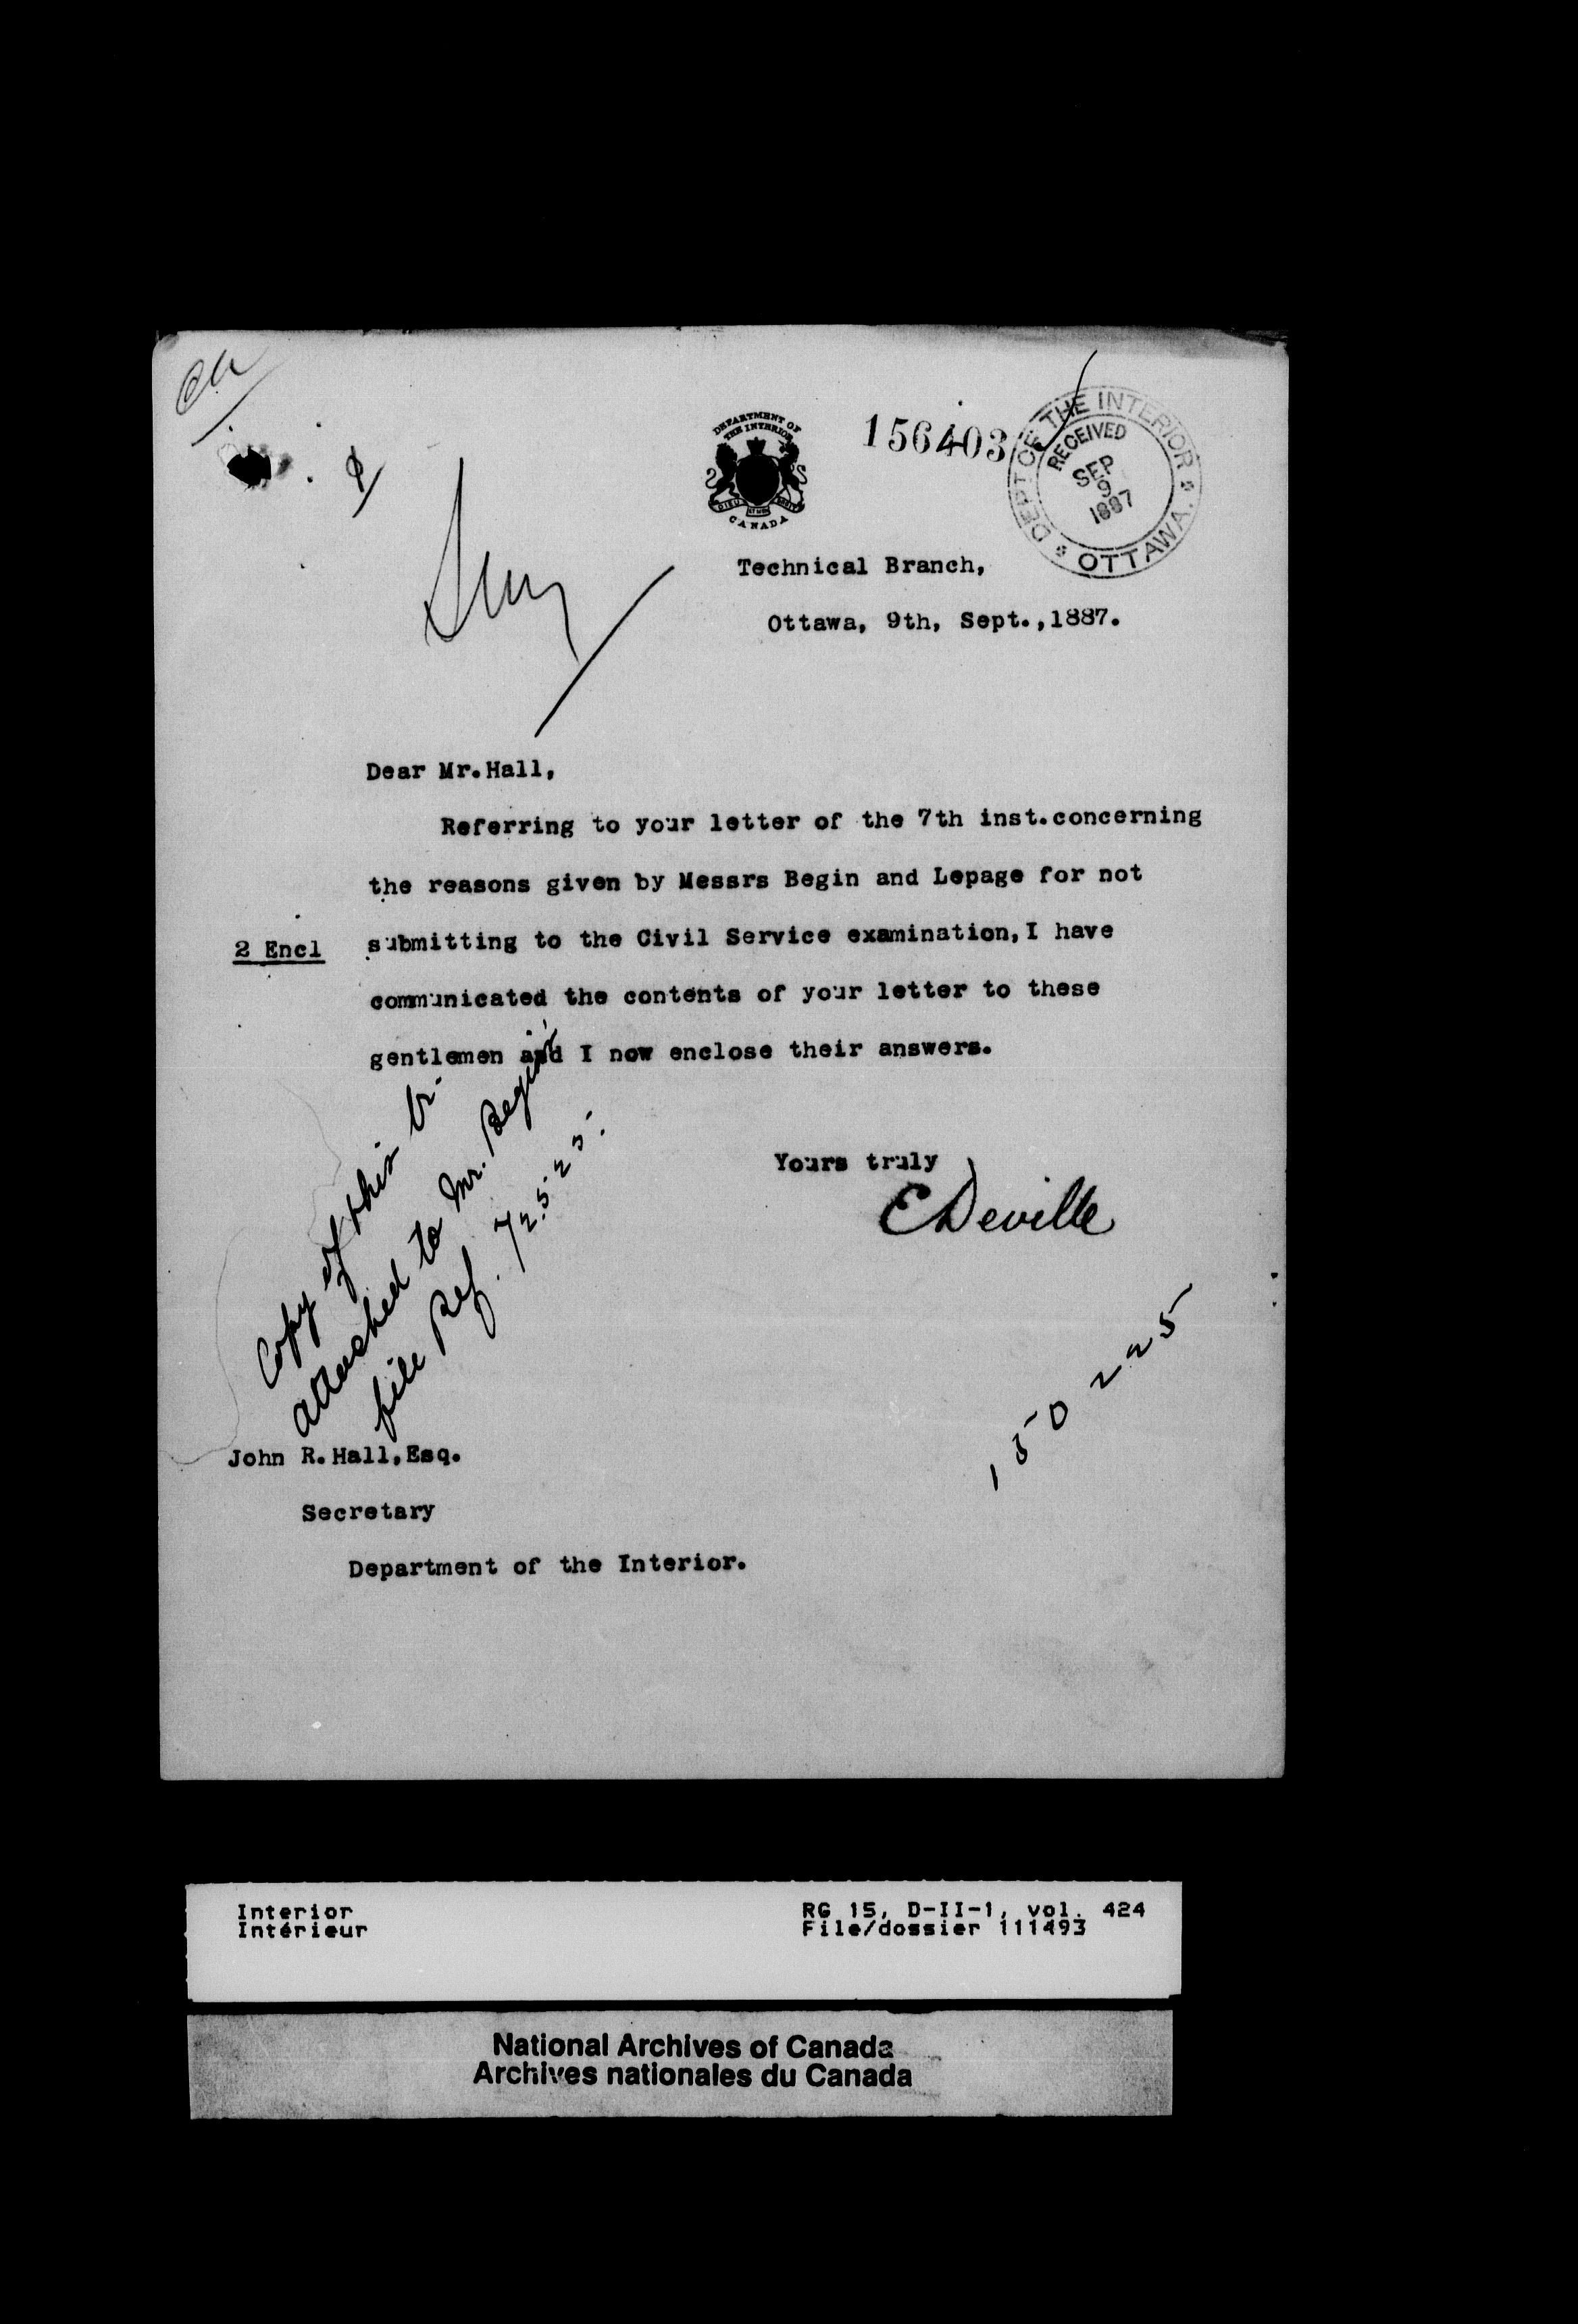 DEPARTMENT OF
THE INTERIOR
CANADA
156403
DEPT. OF THE INTERIOR
RECEIVED
SEP
9
1887
OTTAWA.
Technical Branch,
Ottawa, 9th, Sept.,1887.
Dear Mr.Hall,
Referring to your letter of the 7th inst.concerning
the reasons given by Messrs Begin and Lepage for not
2 Encl
submitting to the Civil Service examination,I have
communicated the contents of your letter to these
gentlemen and I now enclose their answers.
Yours truly
E Deville
Copy of this
attached to Mr. Begin's
file Ref. 72525.
150225
John R.Hall,Esq.
Secretary
Department of the Interior.
Interior
Intérieur
RG 15, D-II-1, vol. 424
File/dossier 111493
National Archives of Canada
Archives nationales du Canada